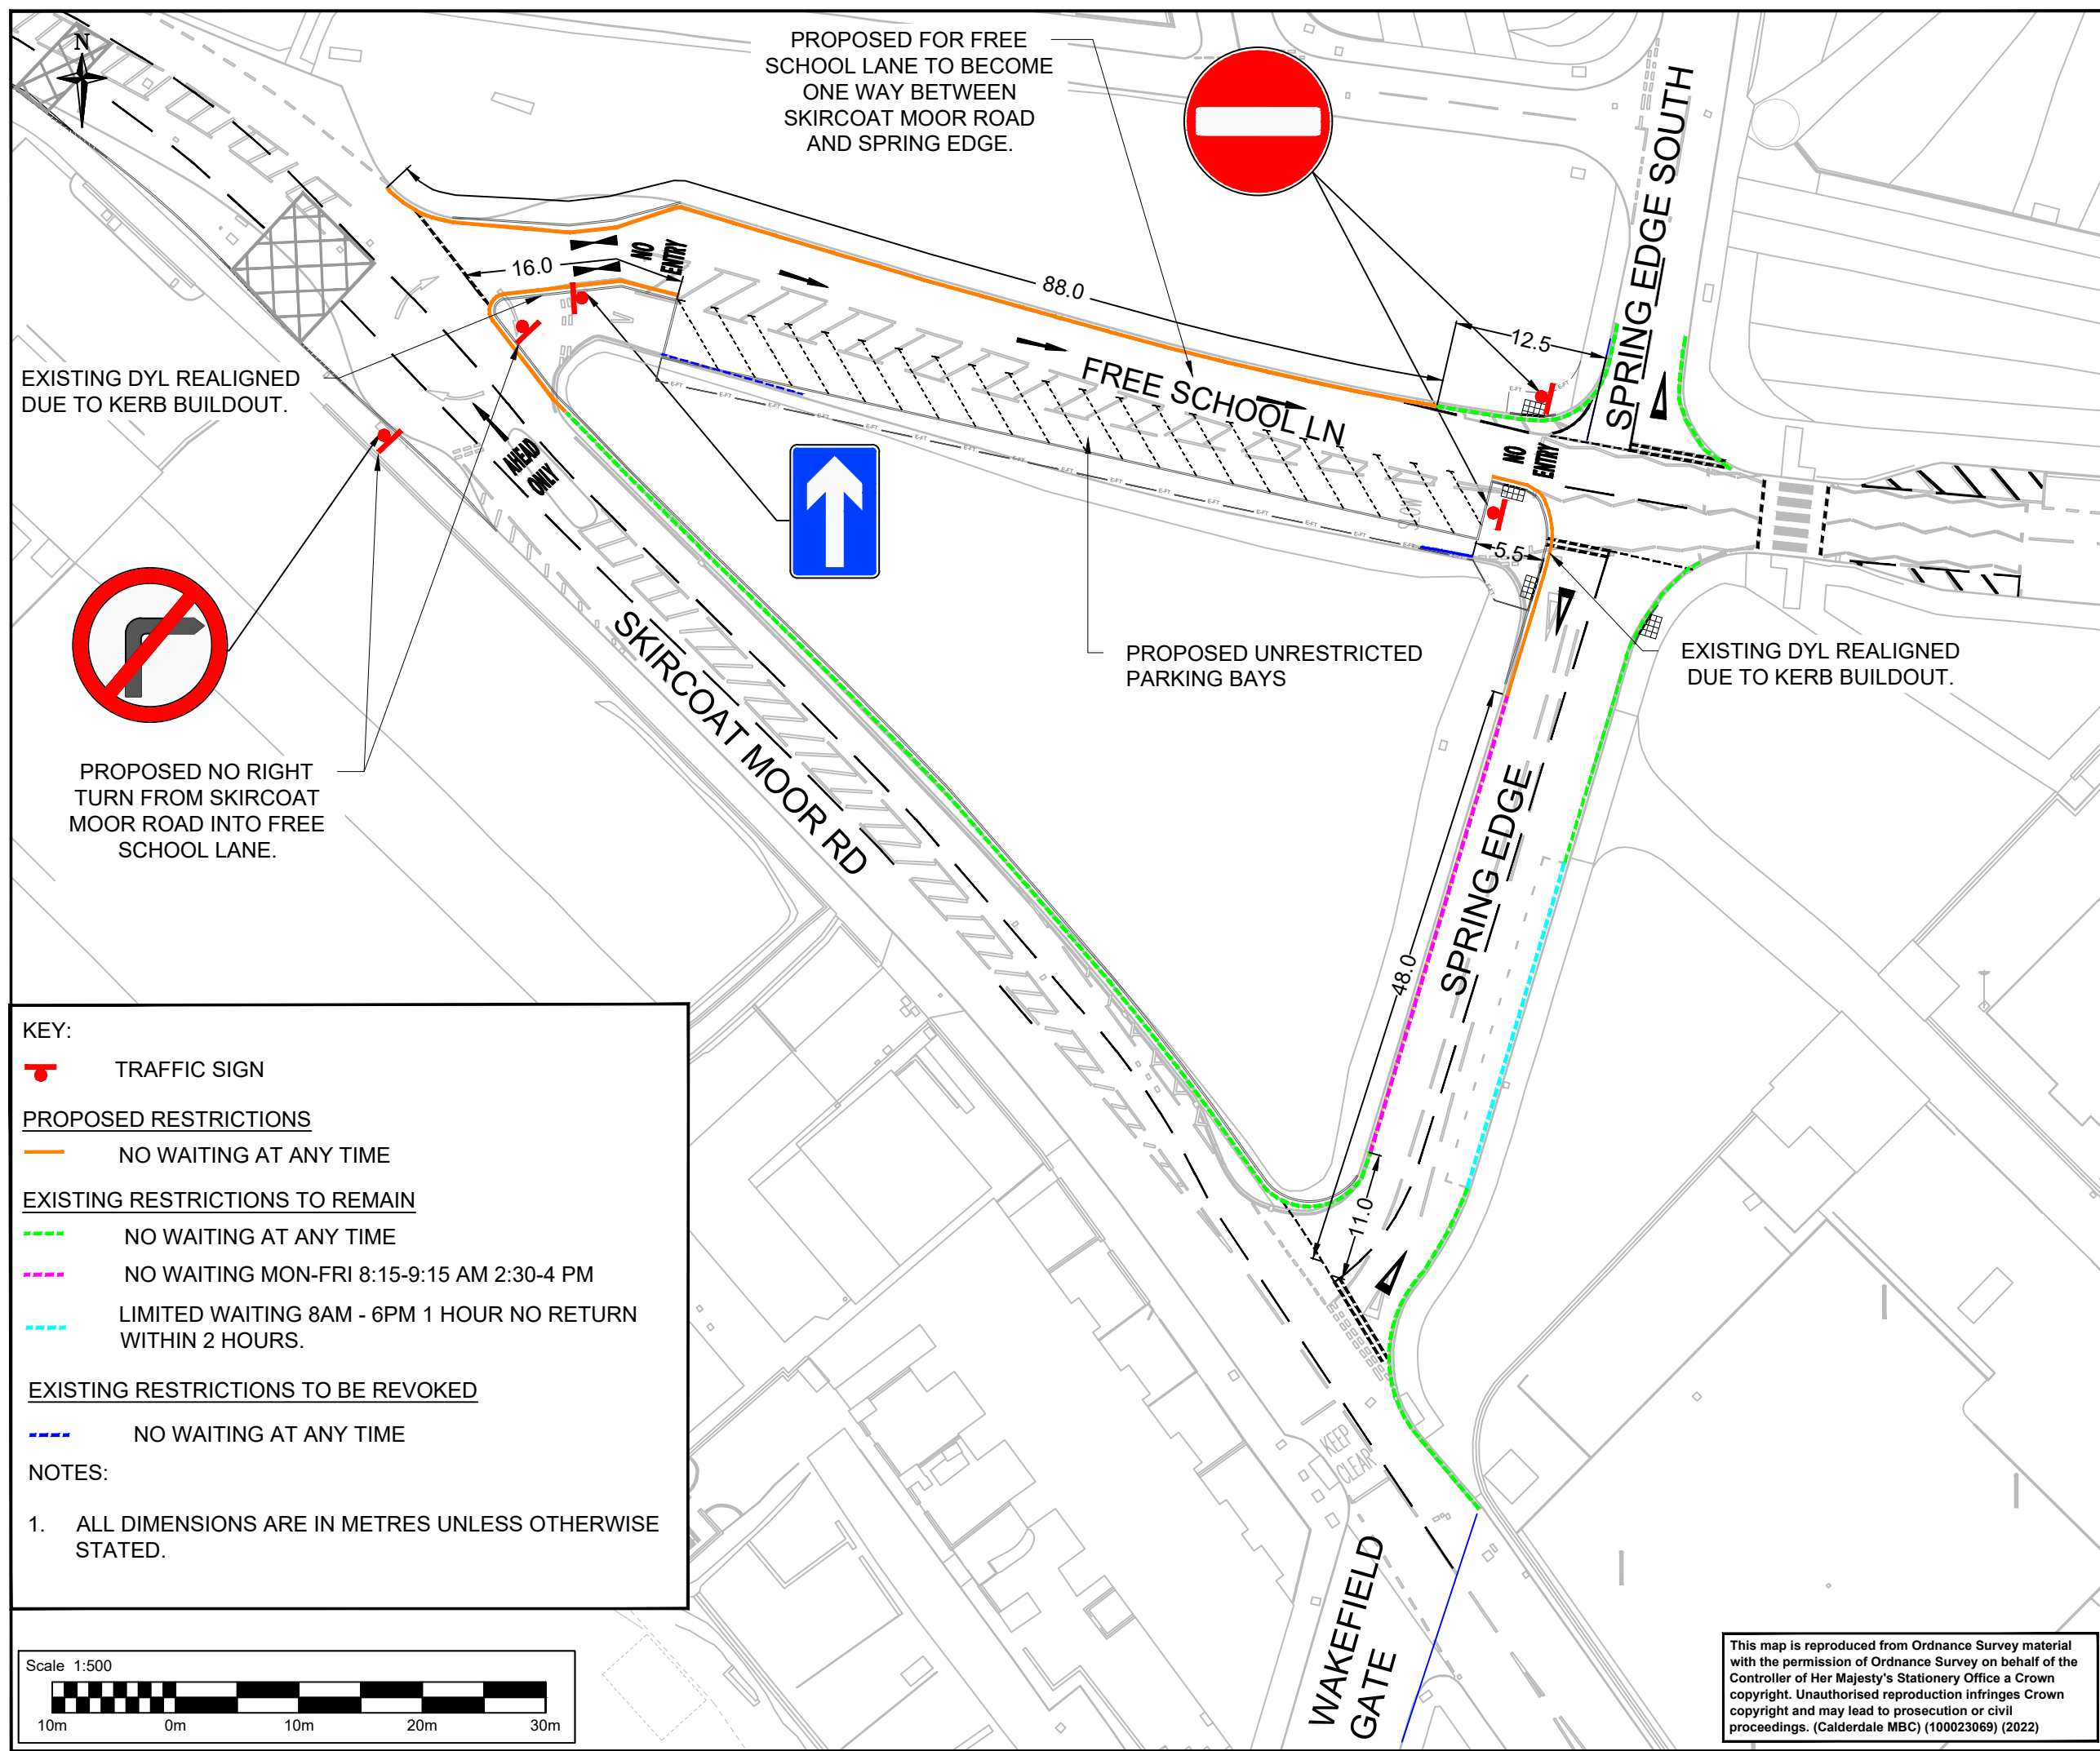 N
PROPOSED FOR FREE
SCHOOL LANE TO BECOME
ONE WAY BETWEEN
SKIRCOAT MOOR ROAD
AND SPRING EDGE.
SPRING EDGE SOUTH
16.0
NO
ENTRY
88.0
12.5
FREE SCHOOL LN
EXISTING DYL REALIGNED
DUE TO KERB BUILDOUT.
AHEAD
ONLY
NO
ENTRY
SLOW
5.5
SKIRCOAT MOOR RD
PROPOSED UNRESTRICTED
PARKING BAYS
EXISTING DYL REALIGNED
DUE TO KERB BUILDOUT.
PROPOSED NO RIGHT
TURN FROM SKIRCOAT
MOOR ROAD INTO FREE
SCHOOL LANE.
SPRING EDGE
48.0
11.0
KEEP
CLEAR
WAKEFIELD
GATE
KEY:
TRAFFIC SIGN
PROPOSED RESTRICTIONS
NO WAITING AT ANY TIME
EXISTING RESTRICTIONS TO REMAIN
NO WAITING AT ANY TIME
NO WAITING MON-FRI 8:15-9:15 AM 2:30-4 PM
LIMITED WAITING 8AM - 6PM 1 HOUR NO RETURN
WITHIN 2 HOURS.
EXISTING RESTRICTIONS TO BE REVOKED
NO WAITING AT ANY TIME
NOTES:
1. ALL DIMENSIONS ARE IN METRES UNLESS OTHERWISE
STATED.
Scale 1:500
10m 0m 10m 20m 30m
This map is reproduced from Ordnance Survey material
with the permission of Ordnance Survey on behalf of the
Controller of Her Majesty's Stationery Office a Crown
copyright. Unauthorised reproduction infringes Crown
copyright and may lead to prosecution or civil
proceedings. (Calderdale MBC) (100023069) (2022)